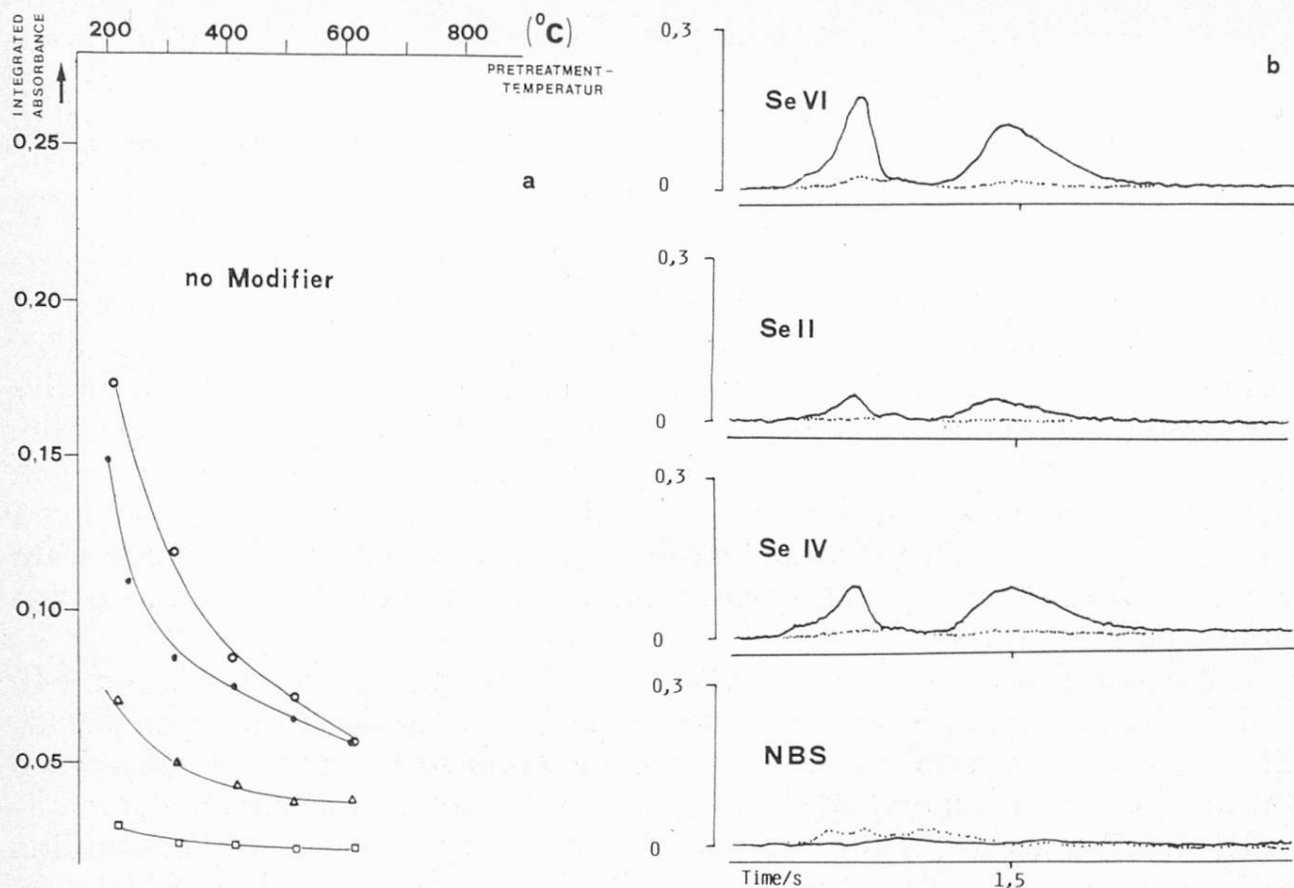 200 400 600 800 (⁰C)
PRETREATMENT-
TEMPERATUR
INTEGRATED
ABSORBANCE
0,25
a
no Modifier
0,20
0,15
0,10
0.05
b
0,3
Se VI
0
0,3
Se II
0
0,3
Se IV
0
0,3
NBS
0
Time/s 1,5